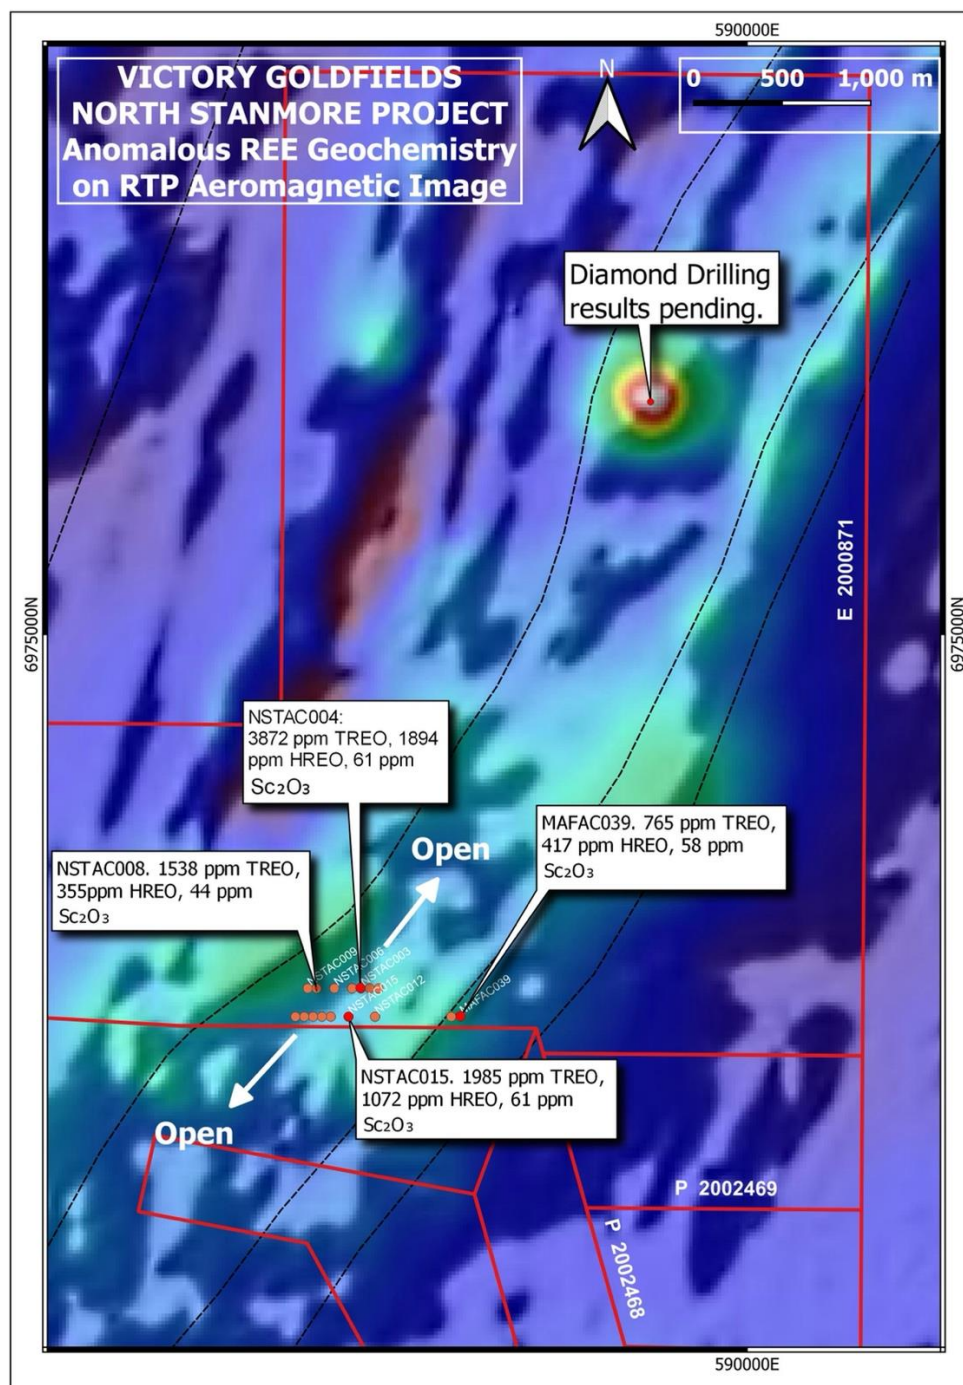 590000E
VICTORY GOLDFIELDS
NORTH STANMORE PROJECT
Anomalous REE Geochemistry
on RTP Aeromagnetic Image
N
0 500 1,000 m
Diamond Drilling
results pending.
E 2000871
6975000N
6975000N
NSTAC004:
3872 ppm TREO, 1894
ppm HREO, 61 ppm
Sc₂O₃
MAFAC039. 765 ppm TREO,
417 ppm HREO, 58 ppm
Sc₂O₃
Open
NSTAC008. 1538 ppm TREO,
355ppm HREO, 44 ppm
Sc₂O₃
NSTAC009
NSTAC006
NSTAC003
NSTAC015
NSTAC012
MAFAC039
NSTAC015. 1985 ppm TREO,
1072 ppm HREO, 61 ppm
Sc₂O₃
Open
P 2002469
P 2002468
590000E